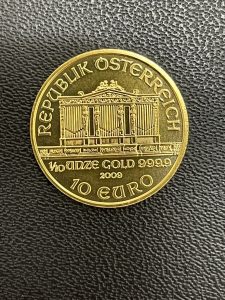 REPUBLIK ÖSTERREICH
1/10 UNZE GOLD 999.9
2009
10 EURO